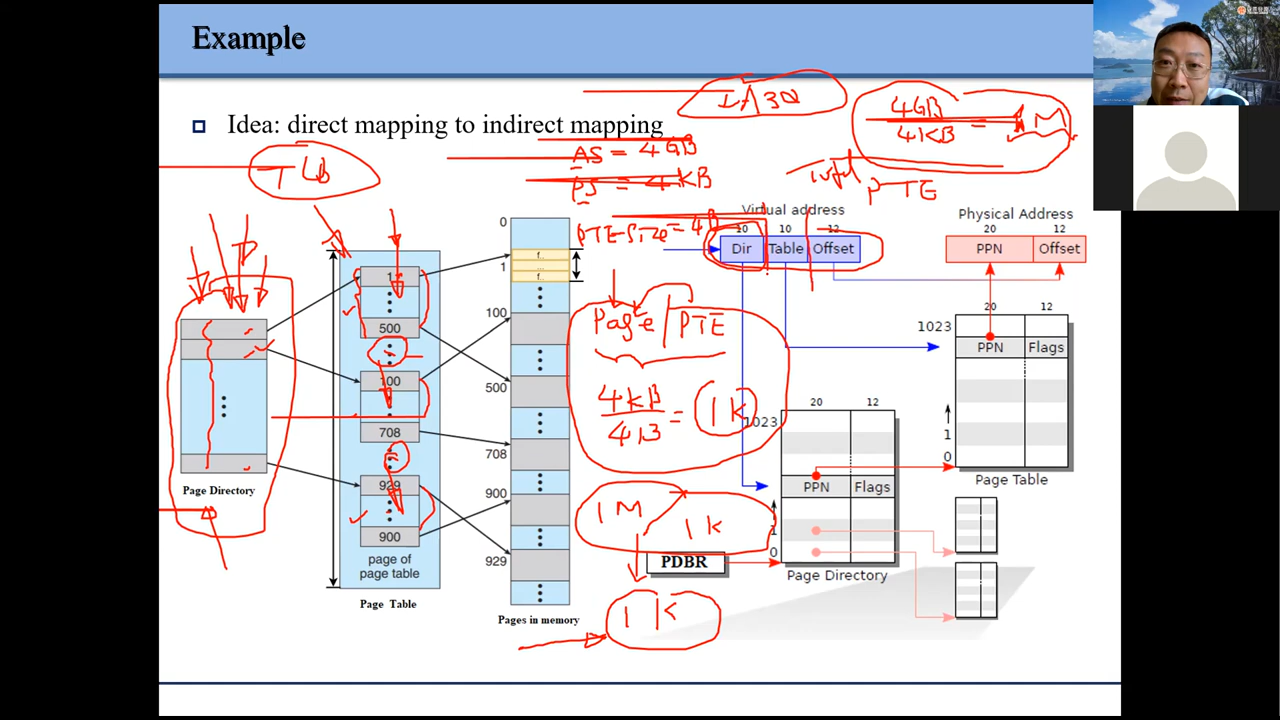 Example
Idea: direct mapping to indirect mapping
IA32
4GB
4KB
= 1M
TLB
AS = 4GB
PS = 4KB
Total PTE
PTE size = 4B
Virtual address
10 10 12
Dir Table Offset
Physical Address
20 12
PPN Offset
0
1
f..
...
f..
100
500
708
900
929
Pages in memory
1
500
100
708
929
900
page of
page table
Page Table
Page Directory
Page / PTE
4KB
4B
= 1K
1M
1K
1K
PDBR
20 12
1023
PPN Flags
1
0
Page Directory
20 12
1023
PPN Flags
1
0
Page Table